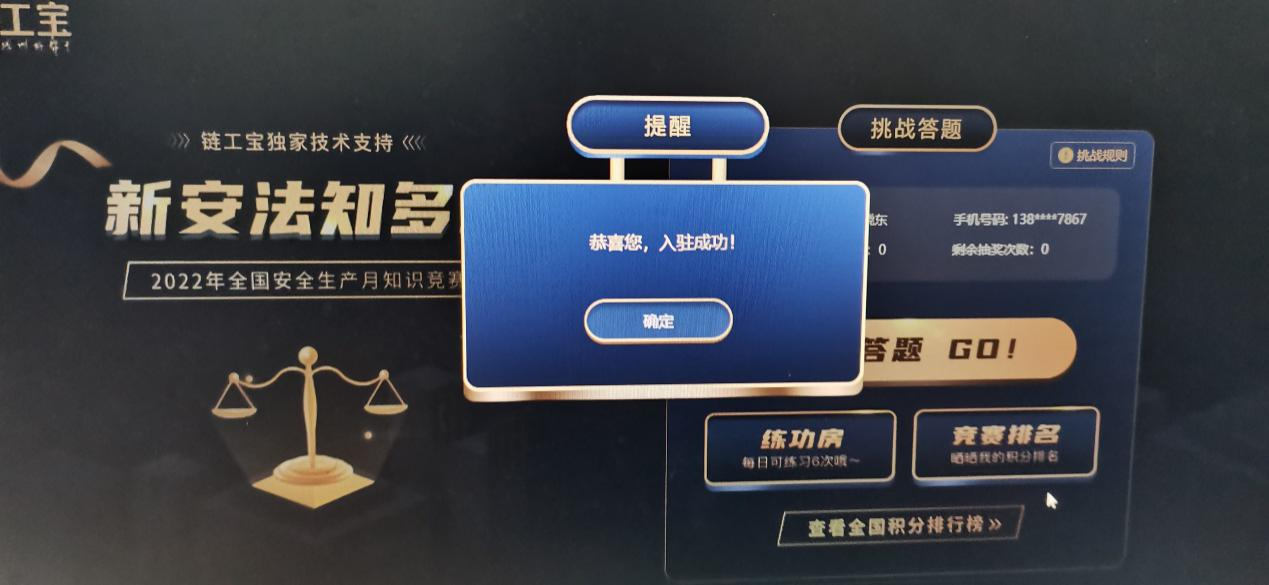 工宝
链工宝独家技术支持
新安法知多
2022年全国安全生产月知识竞赛
提醒
恭喜您，入驻成功！
确定
挑战答题
挑战规则
东
手机号码: 138****7867
: 0
剩余抽奖次数: 0
答题 GO!
练功房
每日可练习6次哦~
竞赛排名
晒晒我的积分排名
查看全国积分排行榜